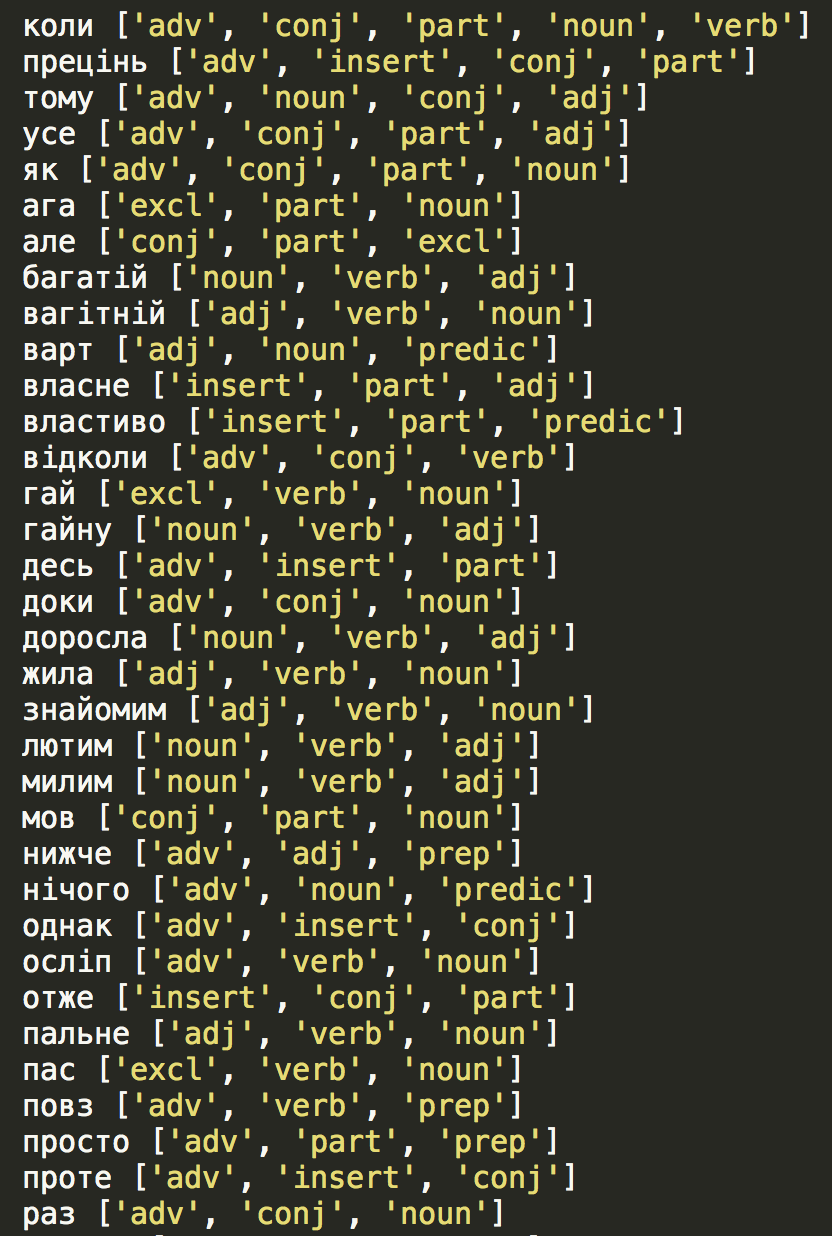 коли ['adv', 'conj', 'part', 'noun', 'verb']
прецінь ['adv', 'insert', 'conj', 'part']
тому ['adv', 'noun', 'conj', 'adj']
усе ['adv', 'conj', 'part', 'adj']
як ['adv', 'conj', 'part', 'noun']
ага ['excl', 'part', 'noun']
але ['conj', 'part', 'excl']
багатій ['noun', 'verb', 'adj']
вагітній ['adj', 'verb', 'noun']
варт ['adj', 'noun', 'predic']
власне ['insert', 'part', 'adj']
властиво ['insert', 'part', 'predic']
відколи ['adv', 'conj', 'verb']
гай ['excl', 'verb', 'noun']
гайну ['noun', 'verb', 'adj']
десь ['adv', 'insert', 'part']
доки ['adv', 'conj', 'noun']
доросла ['noun', 'verb', 'adj']
жила ['adj', 'verb', 'noun']
знайомим ['adj', 'verb', 'noun']
лютим ['noun', 'verb', 'adj']
милим ['noun', 'verb', 'adj']
мов ['conj', 'part', 'noun']
нижче ['adv', 'adj', 'prep']
нічого ['adv', 'noun', 'predic']
однак ['adv', 'insert', 'conj']
осліп ['adv', 'verb', 'noun']
отже ['insert', 'conj', 'part']
пальне ['adj', 'verb', 'noun']
пас ['excl', 'verb', 'noun']
повз ['adv', 'verb', 'prep']
просто ['adv', 'part', 'prep']
проте ['adv', 'insert', 'conj']
раз ['adv', 'conj', 'noun']